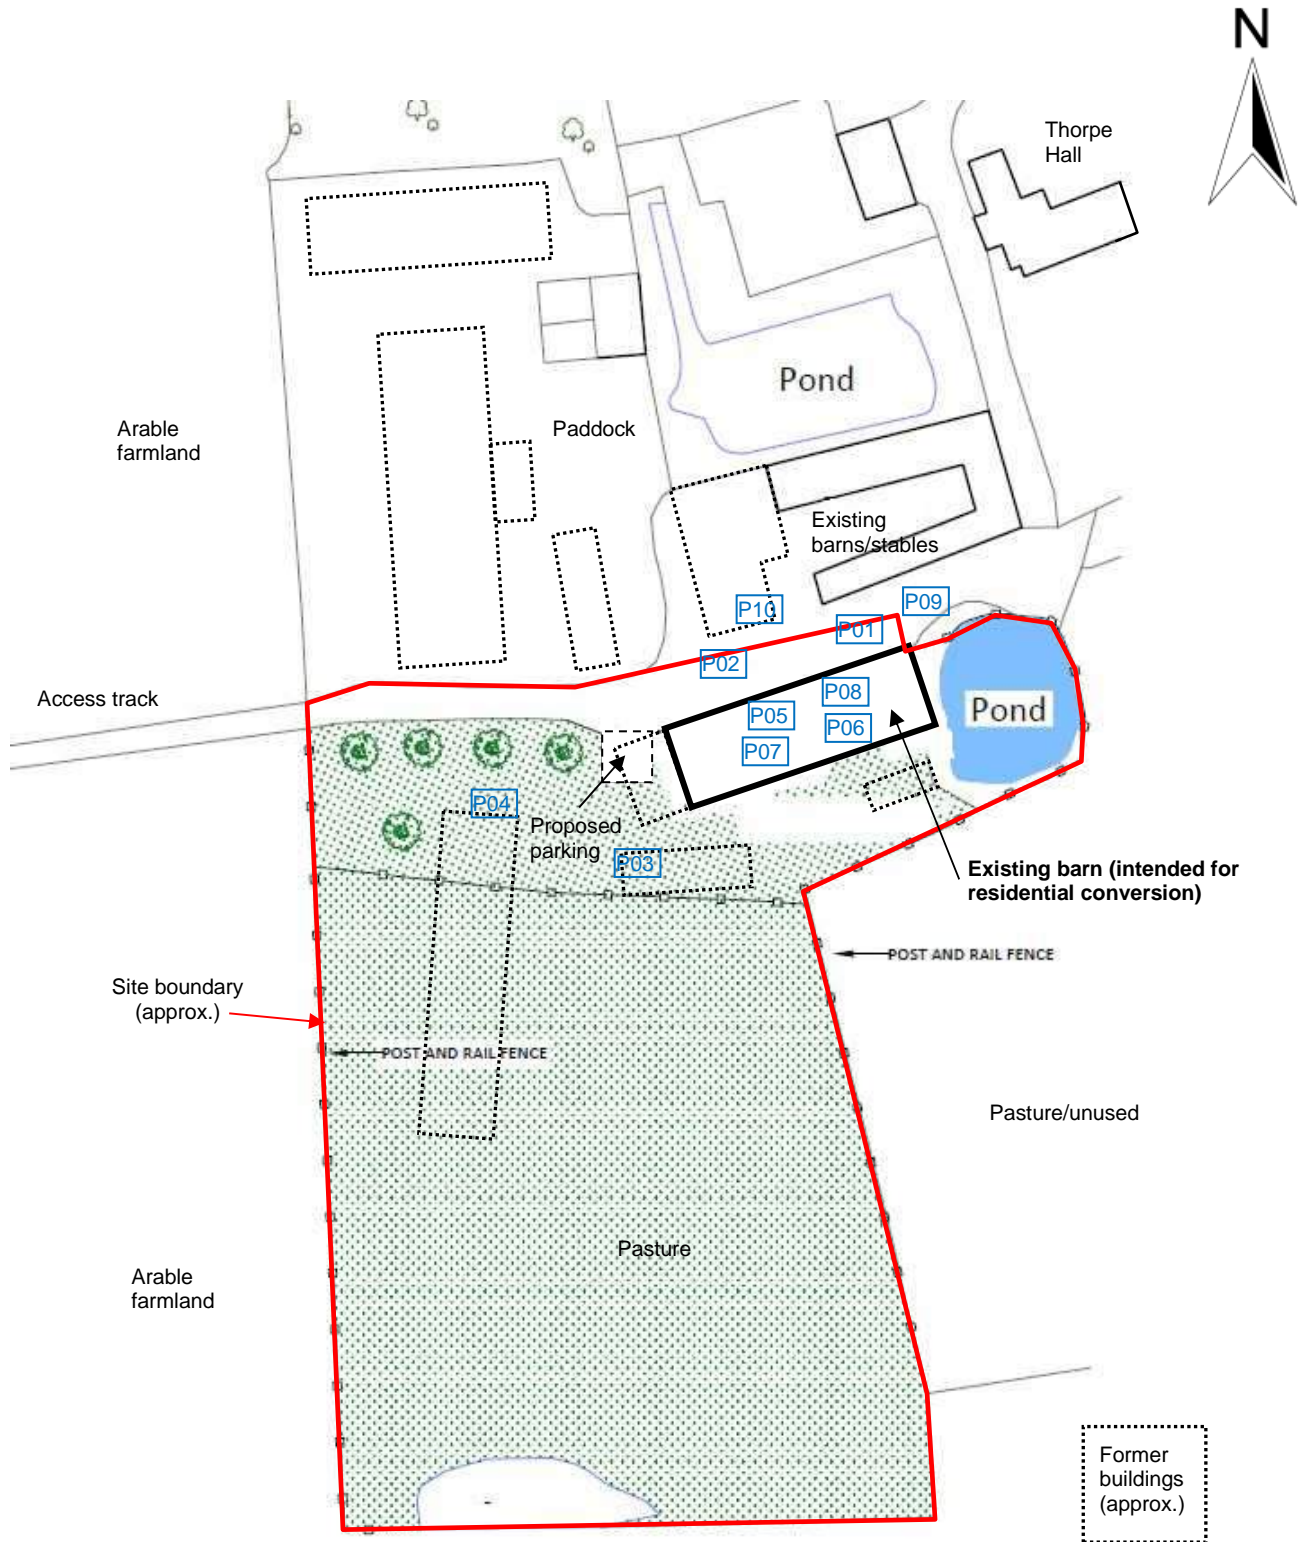 N
Thorpe
Hall
Pond
Arable
farmland
Paddock
Existing
barns/stables
P09
P10
P01
P02
Access track
P08
P05
P06
P07
Pond
P04
Proposed
parking
P03
Existing barn (intended for
residential conversion)
POST AND RAIL FENCE
Site boundary
(approx.)
POST AND RAIL FENCE
Pasture/unused
Pasture
Arable
farmland
Former
buildings
(approx.)